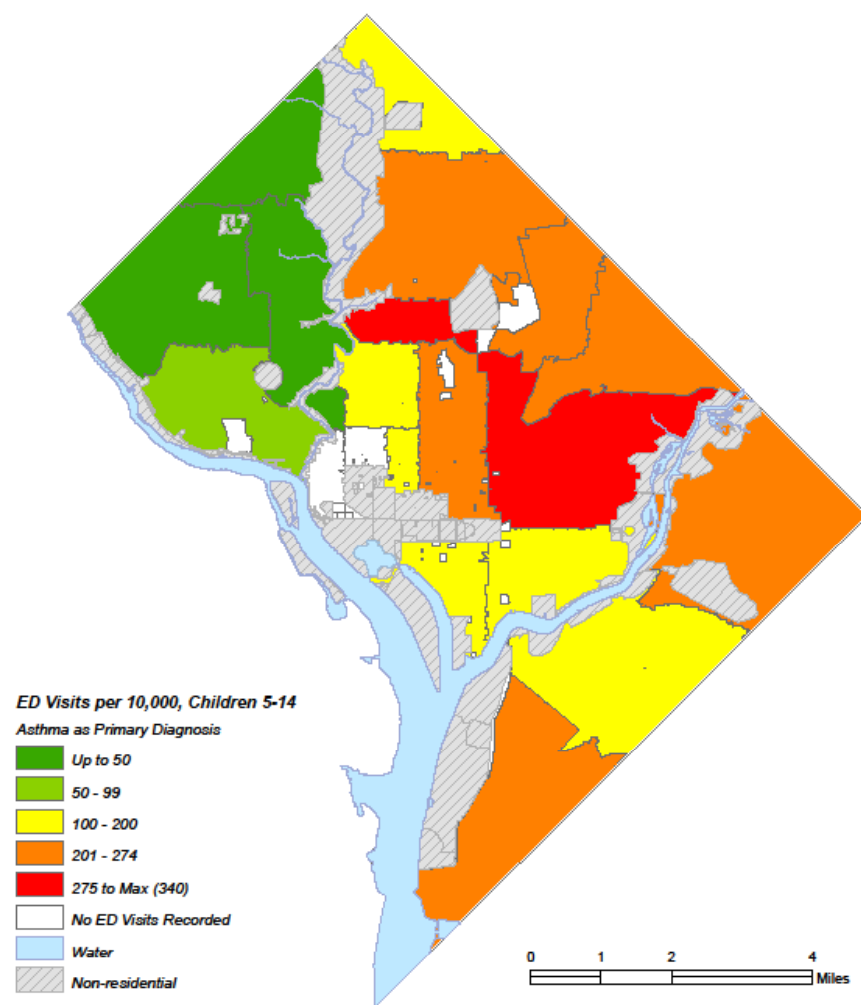 ED Visits per 10,000, Children 5-14
Asthma as Primary Diagnosis
Up to 50
50 - 99
100 - 200
201 - 274
275 to Max (340)
No ED Visits Recorded
Water
Non-residential
0 1 2 4
Miles